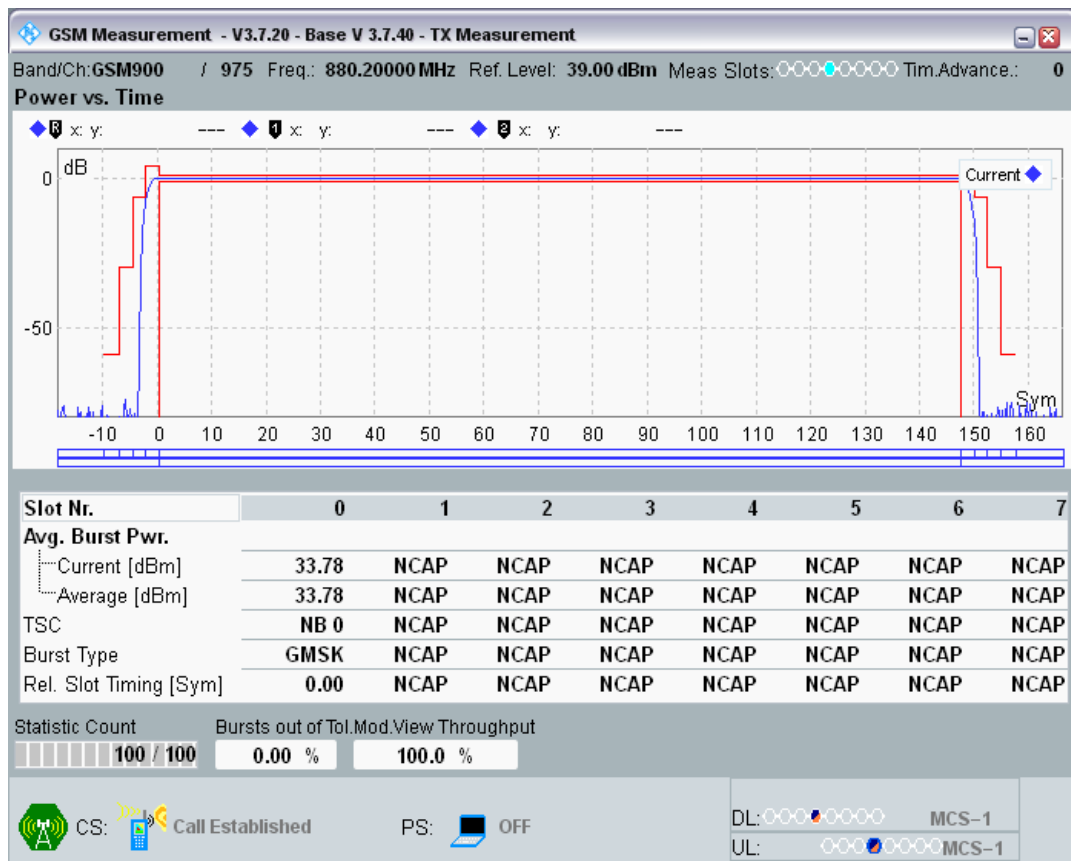 GSM Measurement - V3.7.20 - Base V 3.7.40 - TX Measurement
Band/Ch:GSM900 / 975 Freq.: 880.20000 MHz Ref. Level: 39.00 dBm Meas Slots: Tim.Advance.: 0
Power vs. Time
R x: y: --- 1 x: y: --- 2 x: y: ---
dB
Current
0
-50
Sym
-10 0 10 20 30 40 50 60 70 80 90 100 110 120 130 140 150 160
Slot Nr. 0 1 2 3 4 5 6 7
Avg. Burst Pwr.
Current [dBm] 33.78 NCAP NCAP NCAP NCAP NCAP NCAP NCAP
Average [dBm] 33.78 NCAP NCAP NCAP NCAP NCAP NCAP NCAP
TSC NB 0 NCAP NCAP NCAP NCAP NCAP NCAP NCAP
Burst Type GMSK NCAP NCAP NCAP NCAP NCAP NCAP NCAP
Rel. Slot Timing [Sym] 0.00 NCAP NCAP NCAP NCAP NCAP NCAP NCAP
Statistic Count Bursts out of Tol.Mod.View Throughput
100 / 100 0.00 % 100.0 %
CS: Call Established PS: OFF DL: MCS-1
UL: MCS-1